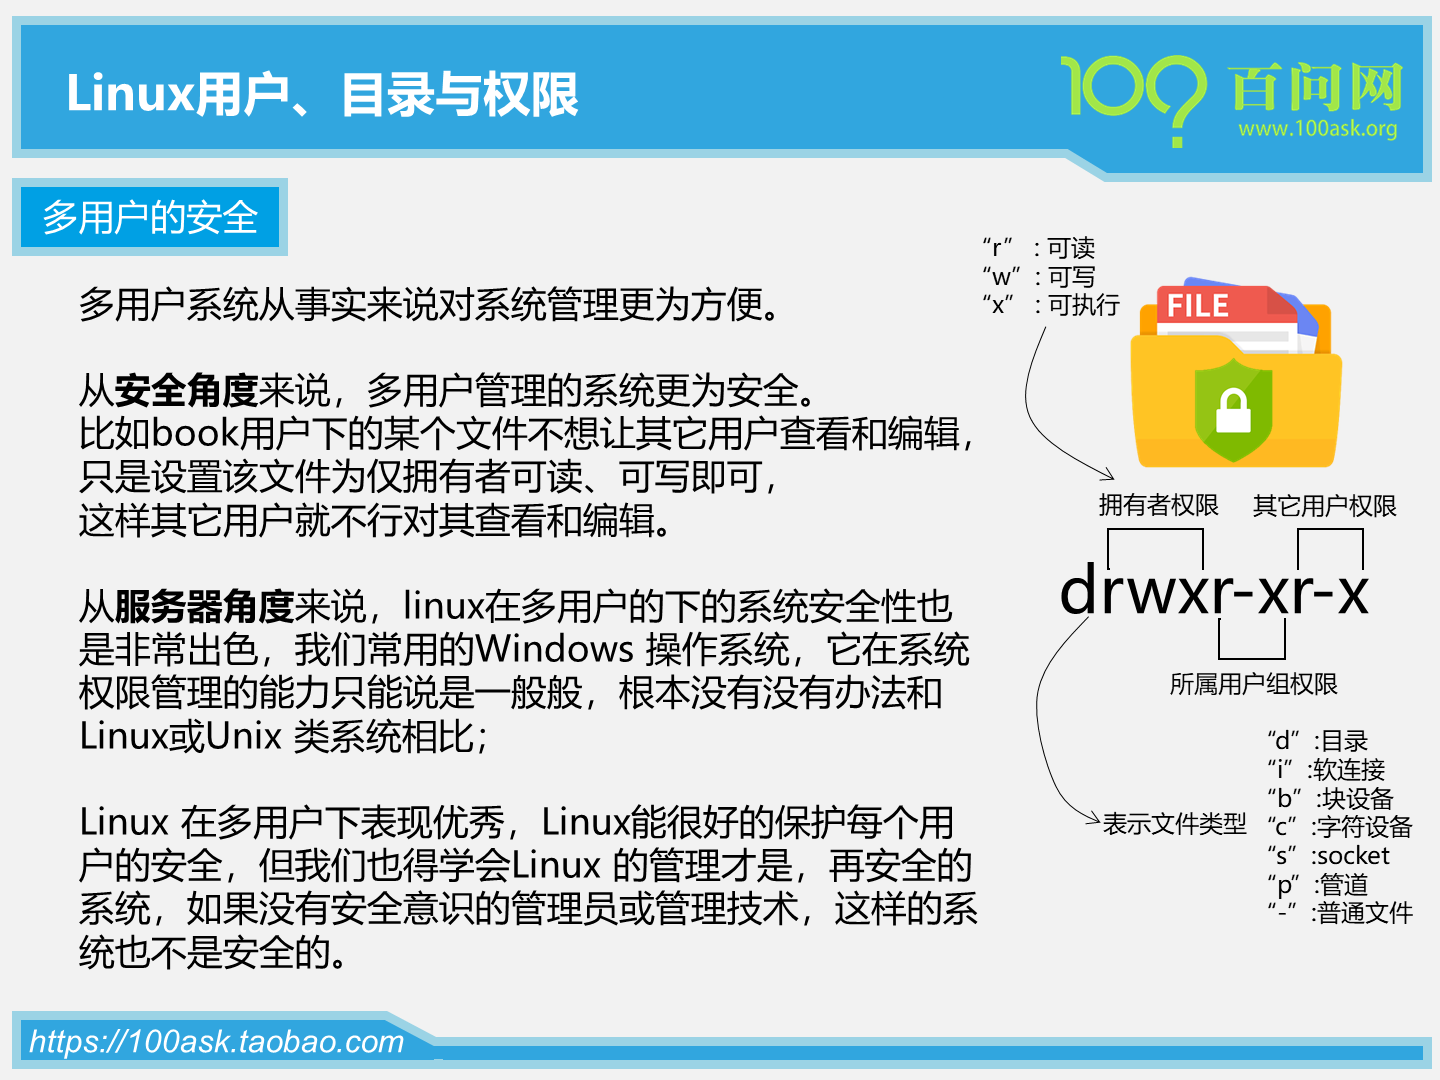 Linux用户、目录与权限
100?
百问网
www.100ask.org
多用户的安全
多用户系统从事实来说对系统管理更为方便。
从安全角度来说，多用户管理的系统更为安全。
比如book用户下的某个文件不想让其它用户查看和编辑，
只是设置该文件为仅拥有者可读、可写即可，
这样其它用户就不行对其查看和编辑。
从服务器角度来说，linux在多用户的下的系统安全性也
是非常出色，我们常用的Windows 操作系统，它在系统
权限管理的能力只能说是一般般，根本没有没有办法和
Linux或Unix 类系统相比；
Linux 在多用户下表现优秀，Linux能很好的保护每个用
户的安全，但我们也得学会Linux 的管理才是，再安全的
系统，如果没有安全意识的管理员或管理技术，这样的系
统也不是安全的。
“r” : 可读
“w” : 可写
“x” : 可执行
FILE
拥有者权限 其它用户权限
drwxr-xr-x
所属用户组权限
表示文件类型
“d” :目录
“i” :软连接
“b” :块设备
“c” :字符设备
“s” :socket
“p” :管道
“-” :普通文件
https://100ask.taobao.com